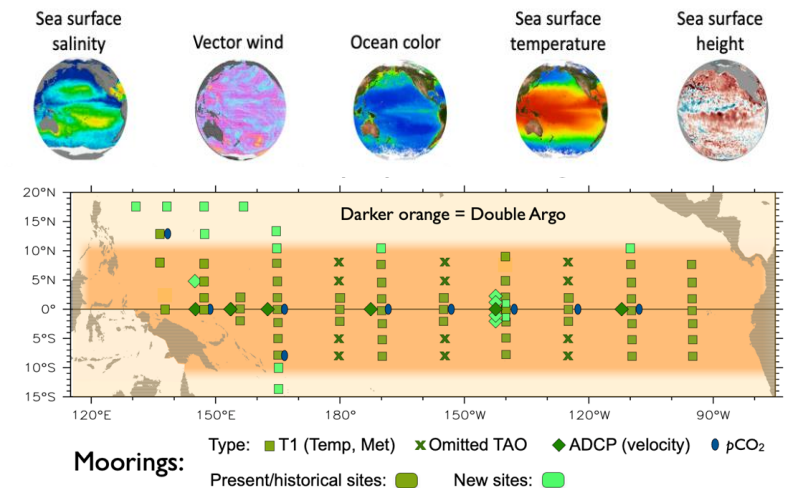 Sea surface
salinity
Vector wind
Ocean color
Sea surface
temperature
Sea surface
height
20°N
15°N
10°N
5°N
0°
5°S
10°S
15°S
Darker orange = Double Argo
120°E
150°E
180°
150°W
120°W
90°W
Moorings:
Type:
T1 (Temp, Met)
Omitted TAO
ADCP (velocity)
pCO₂
Present/historical sites:
New sites: